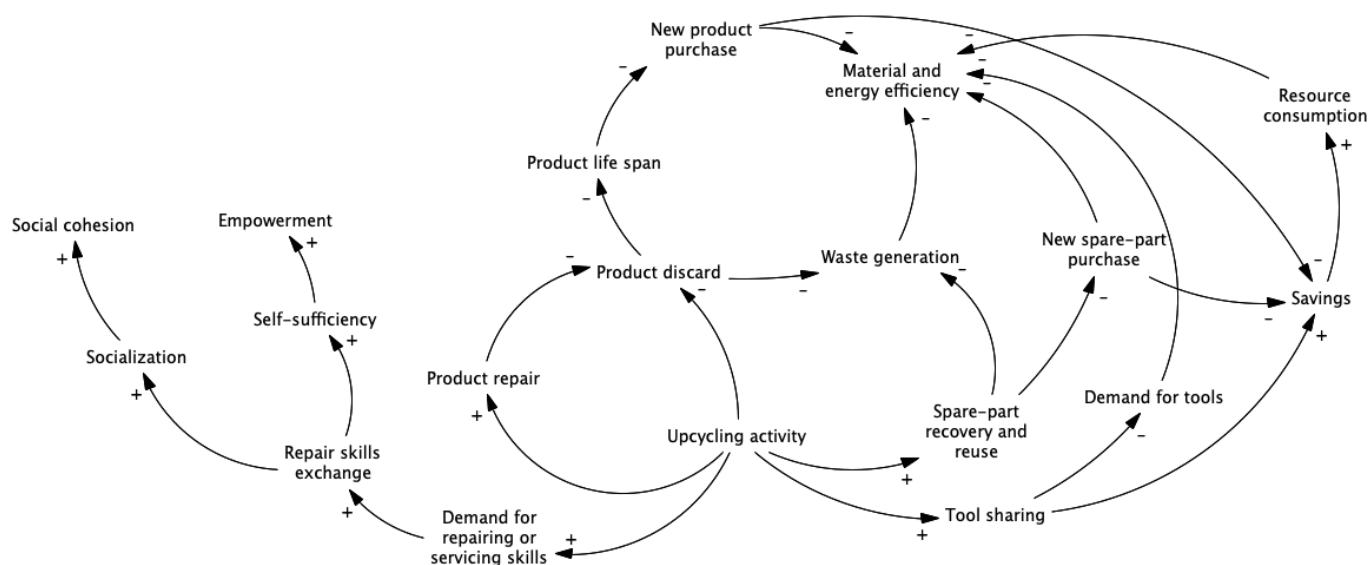 New product
purchase
–
–
–
Material and
energy efficiency
–
–
–
Resource
consumption
+
Product life span
–
Social cohesion
+
Empowerment
+
–
Product discard
–
–
Waste generation
–
New spare-part
purchase
–
–
–
Savings
+
Self-sufficiency
+
Socialization
+
Product repair
+
Upcycling activity
Spare-part
recovery and
reuse
+
Demand for tools
–
Repair skills
exchange
+
Demand for
repairing or
servicing skills
+
Tool sharing
+